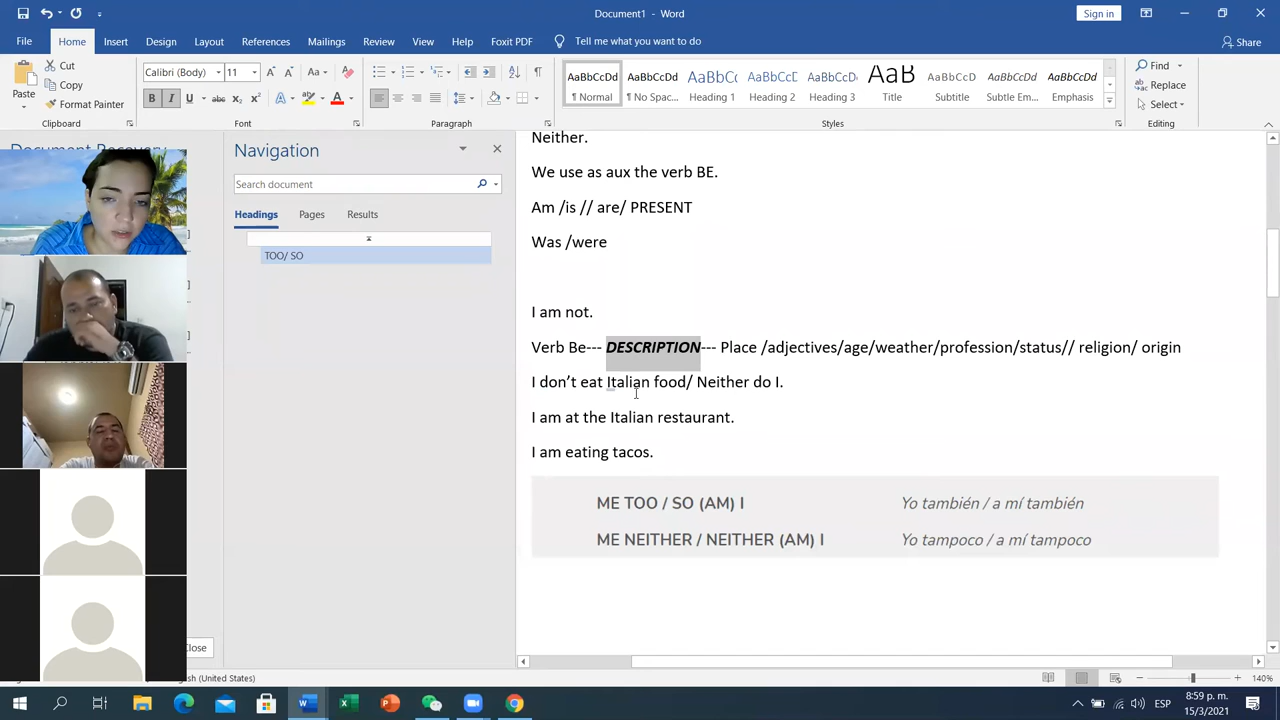 Document1 - Word
Sign in
File Home Insert Design Layout References Mailings Review View Help Foxit PDF Tell me what you want to do Share
Paste
Cut
Copy
Format Painter
Clipboard
Calibri (Body) 11
Font
Paragraph
AaBbCcDd
¶ Normal
AaBbCcDd
¶ No Spac...
AaBbCc
Heading 1
AaBbCcD
Heading 2
AaBbCcD
Heading 3
AaB
Title
AaBbCcD
Subtitle
AaBbCcDd
Subtle Em...
AaBbCcDd
Emphasis
Styles
Find
Replace
Select
Editing
Document Recovery
Navigation
Search document
Headings Pages Results
TOO/ SO
Neither.
We use as aux the verb BE.
Am /is // are/ PRESENT
Was /were
I am not.
Verb Be--- DESCRIPTION--- Place /adjectives/age/weather/profession/status// religion/ origin
I don’t eat Italian food/ Neither do I.
I am at the Italian restaurant.
I am eating tacos.
ME TOO / SO (AM) I Yo también / a mí también
ME NEITHER / NEITHER (AM) I Yo tampoco / a mí tampoco
(United States)
140%
ESP
8:59 p. m.
15/3/2021